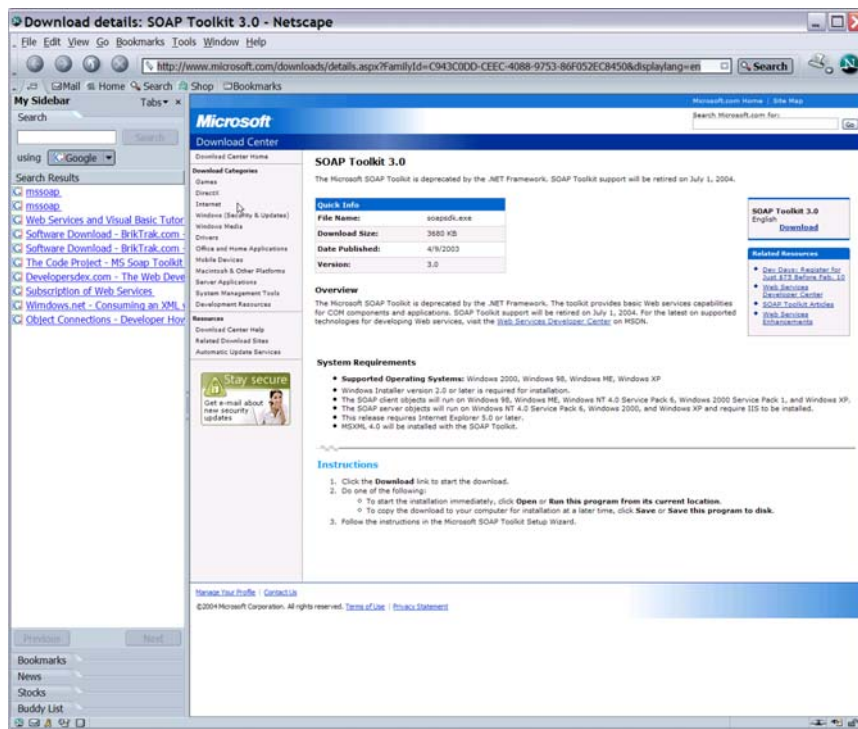 Download details: SOAP Toolkit 3.0 - Netscape
File Edit View Go Bookmarks Tools Window Help
http://www.microsoft.com/downloads/details.aspx?FamilyId=C943C0DD-CEEC-4088-9753-86F052EC8450&displaylang=en
Search
Mail Home Search Shop Bookmarks
My Sidebar Tabs
Search
Search
using Google
Search Results
mssoap
mssoap
Web Services and Visual Basic Tutor
Software Download - BrikTrak.com -
Software Download - BrikTrak.com -
The Code Project - MS Soap Toolkit
Developersdex.com - The Web Deve
Subscription of Web Services
Wimdows.net - Consuming an XML
Object Connections - Developer How
Previous Next
Bookmarks
News
Stocks
Buddy List
Microsoft.com Home | Site Map
Microsoft
Search Microsoft.com for:
Go
Download Center
Download Center Home
Download Categories
Games
DirectX
Internet
Windows (Security & Updates)
Windows Media
Drivers
Office and Home Applications
Mobile Devices
Macintosh & Other Platforms
Server Applications
System Management Tools
Development Resources
Resources
Download Center Help
Related Download Sites
Automatic Update Services
Stay secure
Get e-mail about
new security
updates
SOAP Toolkit 3.0
The Microsoft SOAP Toolkit is deprecated by the .NET Framework. SOAP Toolkit support will be retired on July 1, 2004.
Quick Info
File Name: soapsdk.exe
Download Size: 3680 KB
Date Published: 4/9/2003
Version: 3.0
SOAP Toolkit 3.0
English
Download
Related Resources
Dev Days: Register for
Just $75 Before Feb. 10
Web Services
Developer Center
SOAP Toolkit Articles
Web Services
Enhancements
Overview
The Microsoft SOAP Toolkit is deprecated by the .NET Framework. The toolkit provides basic Web services capabilities
for COM components and applications. SOAP Toolkit support will be retired on July 1, 2004. For the latest on supported
technologies for developing Web services, visit the Web Services Developer Center on MSDN.
System Requirements
Supported Operating Systems: Windows 2000, Windows 98, Windows ME, Windows XP
Windows Installer version 2.0 or later is required for installation.
The SOAP client objects will run on Windows 98, Windows ME, Windows NT 4.0 Service Pack 6, Windows 2000 Service Pack 1, and Windows XP.
The SOAP server objects will run on Windows NT 4.0 Service Pack 6, Windows 2000, and Windows XP and require IIS to be installed.
This release requires Internet Explorer 5.0 or later.
MSXML 4.0 will be installed with the SOAP Toolkit.
Instructions
1. Click the Download link to start the download.
2. Do one of the following:
To start the installation immediately, click Open or Run this program from its current location.
To copy the download to your computer for installation at a later time, click Save or Save this program to disk.
3. Follow the instructions in the Microsoft SOAP Toolkit Setup Wizard.
Manage Your Profile | Contact Us
©2004 Microsoft Corporation. All rights reserved. Terms of Use | Privacy Statement